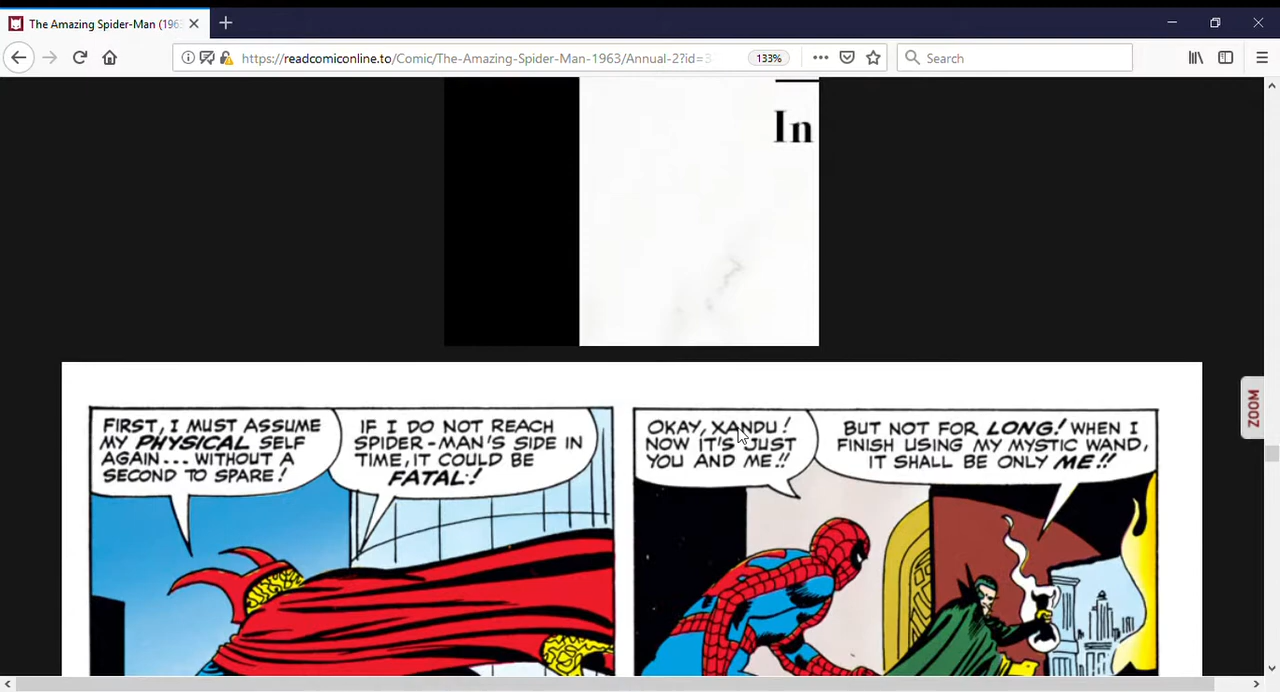 The Amazing Spider-Man (196
https://readcomiconline.to/Comic/The-Amazing-Spider-Man-1963/Annual-2?id=3
133%
Search
In
ZOOM
FIRST, I MUST ASSUME
MY PHYSICAL SELF
AGAIN... WITHOUT A
SECOND TO SPARE!
IF I DO NOT REACH
SPIDER-MAN'S SIDE IN
TIME, IT COULD BE
FATAL!
OKAY, XANDU!
NOW IT'S JUST
YOU AND ME!!
BUT NOT FOR LONG! WHEN I
FINISH USING MY MYSTIC WAND,
IT SHALL BE ONLY ME!!